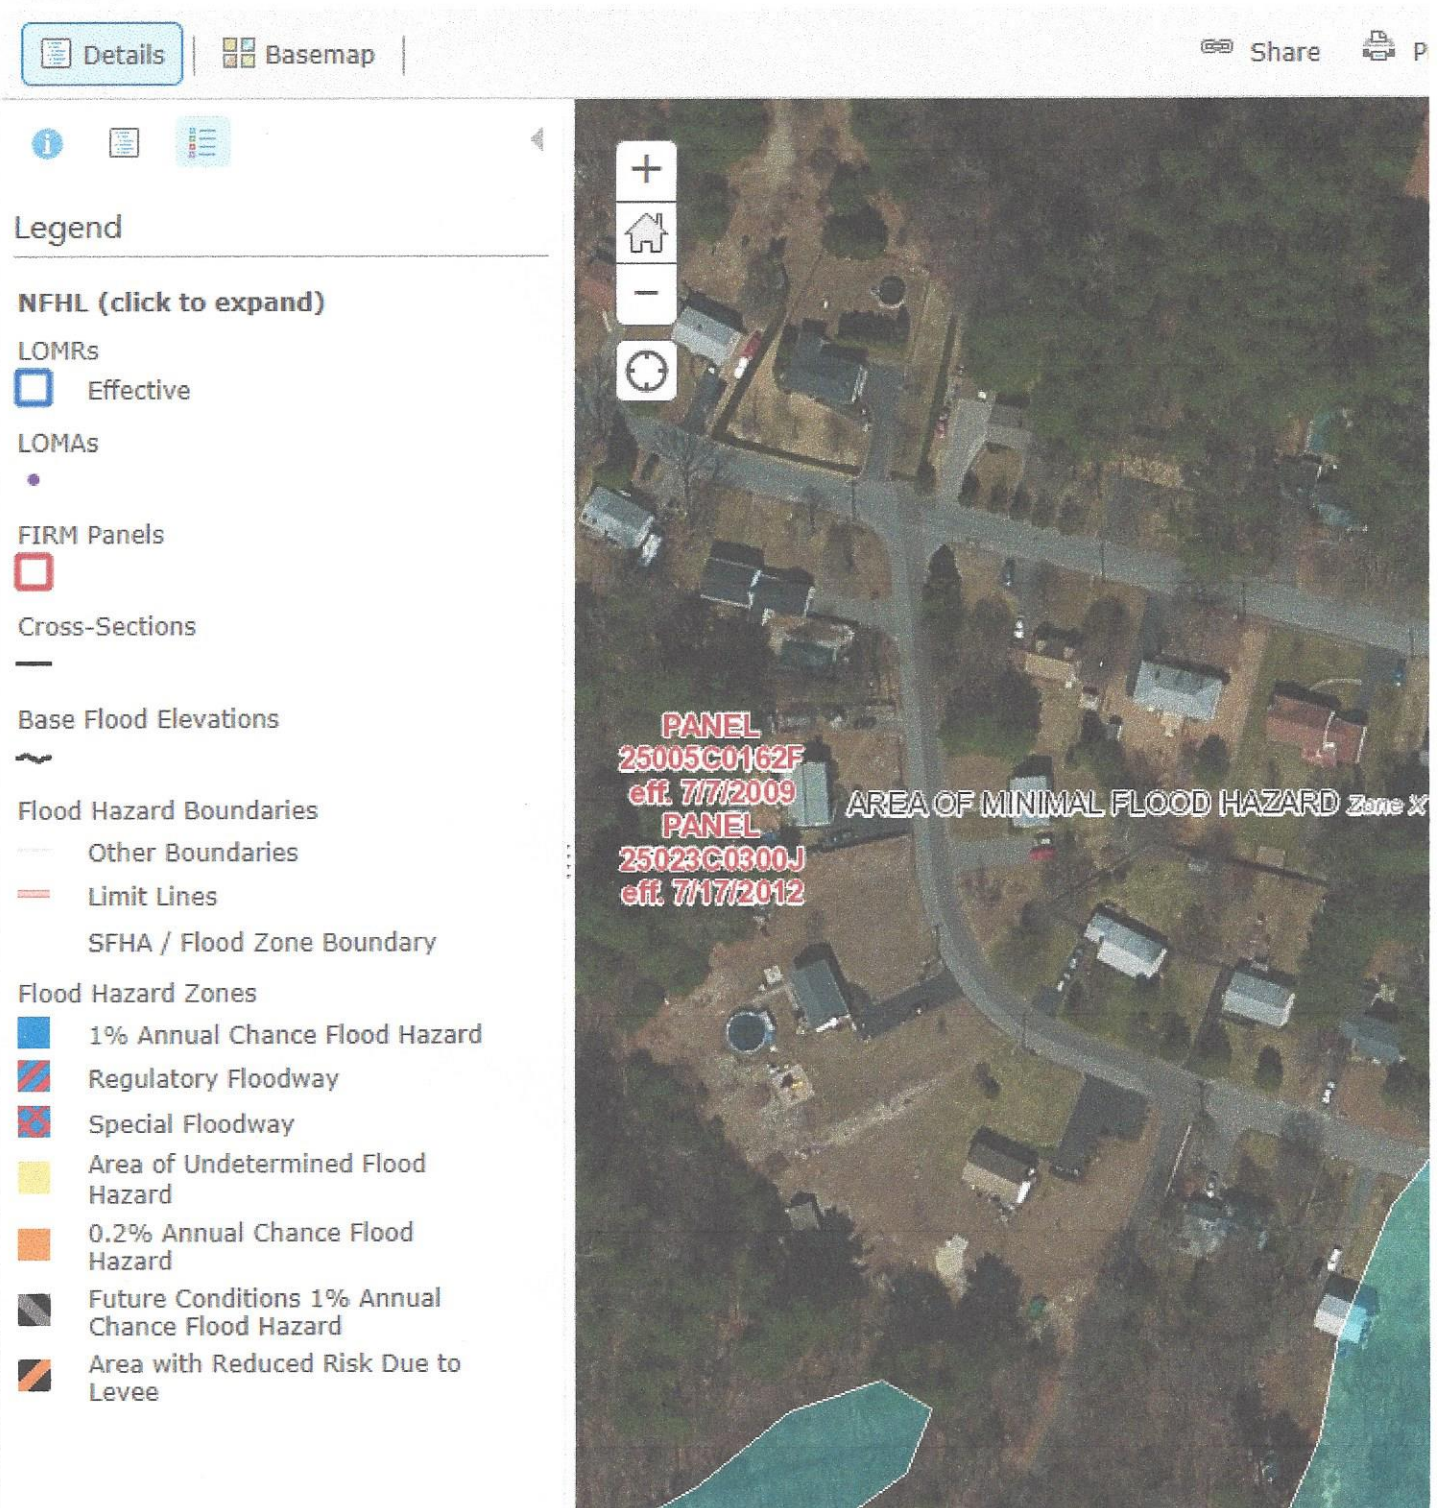 Details
Basemap
Share
P
Legend
NFHL (click to expand)
LOMRs
Effective
LOMAs
FIRM Panels
Cross-Sections
Base Flood Elevations
Flood Hazard Boundaries
Other Boundaries
Limit Lines
SFHA / Flood Zone Boundary
Flood Hazard Zones
1% Annual Chance Flood Hazard
Regulatory Floodway
Special Floodway
Area of Undetermined Flood
Hazard
0.2% Annual Chance Flood
Hazard
Future Conditions 1% Annual
Chance Flood Hazard
Area with Reduced Risk Due to
Levee
PANEL
25005C0162F
eff. 7/7/2009
PANEL
25023C0300J
eff. 7/17/2012
AREA OF MINIMAL FLOOD HAZARD Zone X